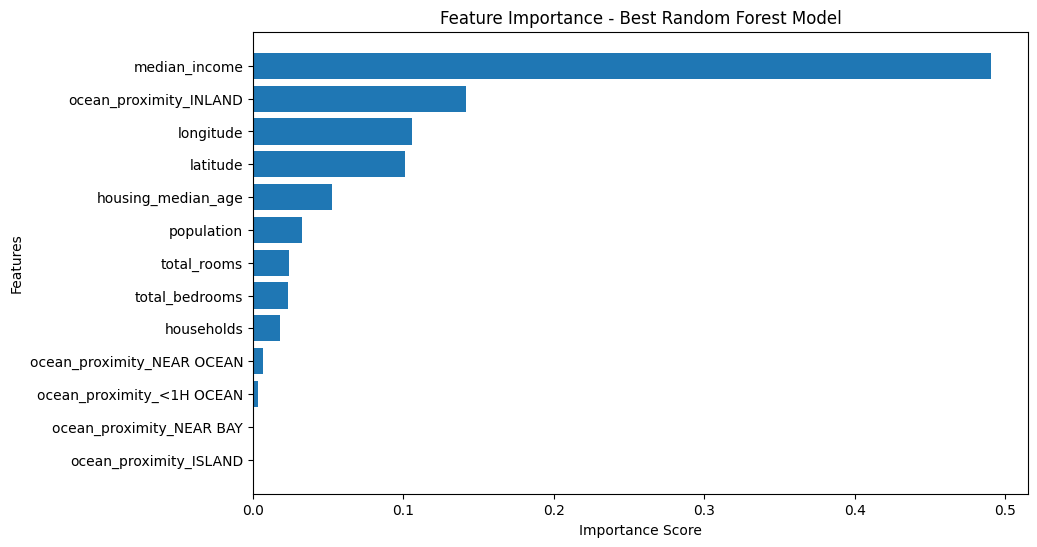 Feature Importance - Best Random Forest Model
Features
median_income
ocean_proximity_INLAND
longitude
latitude
housing_median_age
population
total_rooms
total_bedrooms
households
ocean_proximity_NEAR OCEAN
ocean_proximity_<1H OCEAN
ocean_proximity_NEAR BAY
ocean_proximity_ISLAND
0.0 0.1 0.2 0.3 0.4 0.5
Importance Score